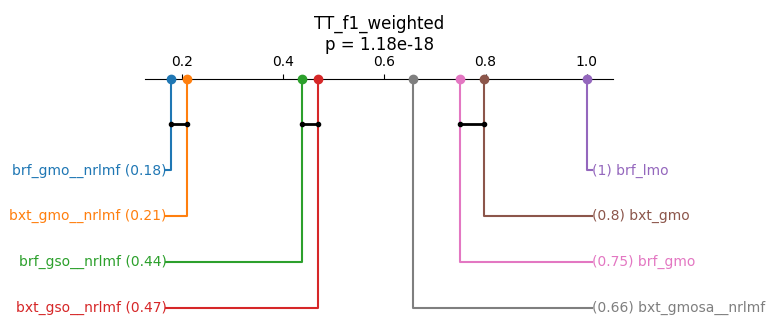 TT_f1_weighted
p = 1.18e-18
0.2 0.4 0.6 0.8 1.0
brf_gmo__nrlmf (0.18) (1) brf_lmo
bxt_gmo__nrlmf (0.21) (0.8) bxt_gmo
brf_gso__nrlmf (0.44) (0.75) brf_gmo
bxt_gso__nrlmf (0.47) (0.66) bxt_gmosa__nrlmf